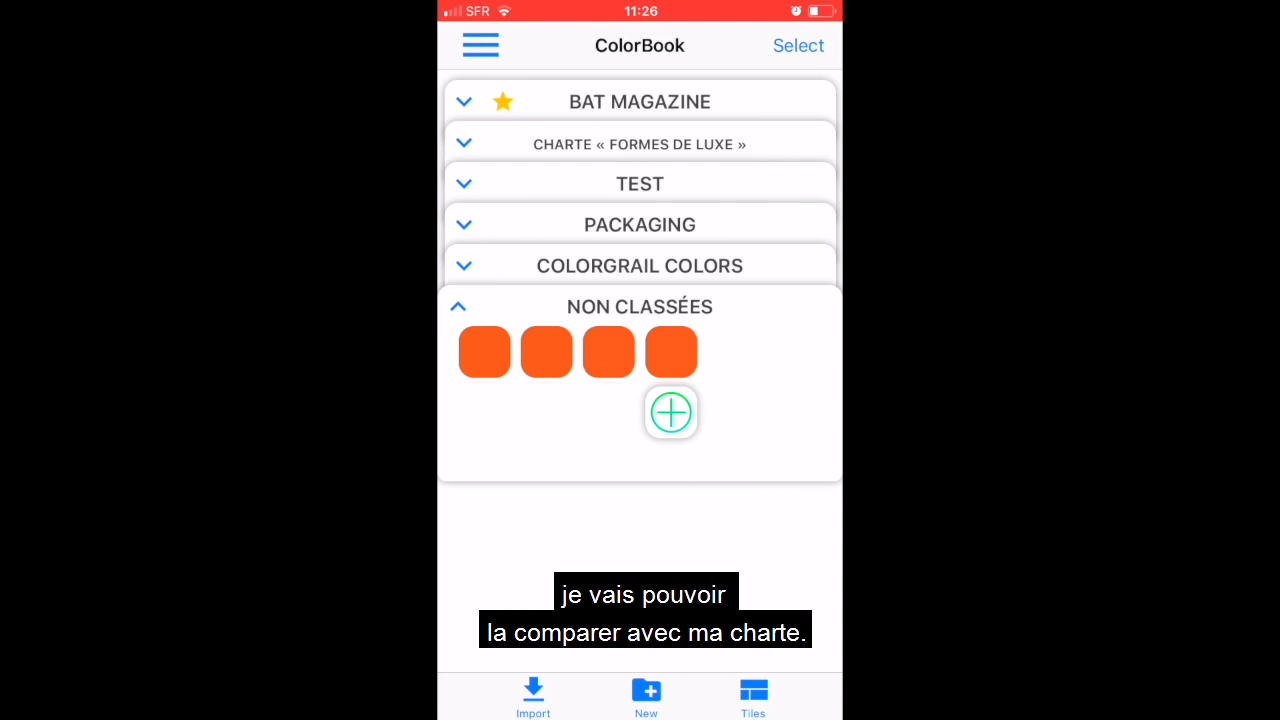 SFR 11:26
ColorBook Select
BAT MAGAZINE
CHARTE « FORMES DE LUXE »
TEST
PACKAGING
COLORGRAIL COLORS
NON CLASSÉES
je vais pouvoir
la comparer avec ma charte.
Import New Tiles